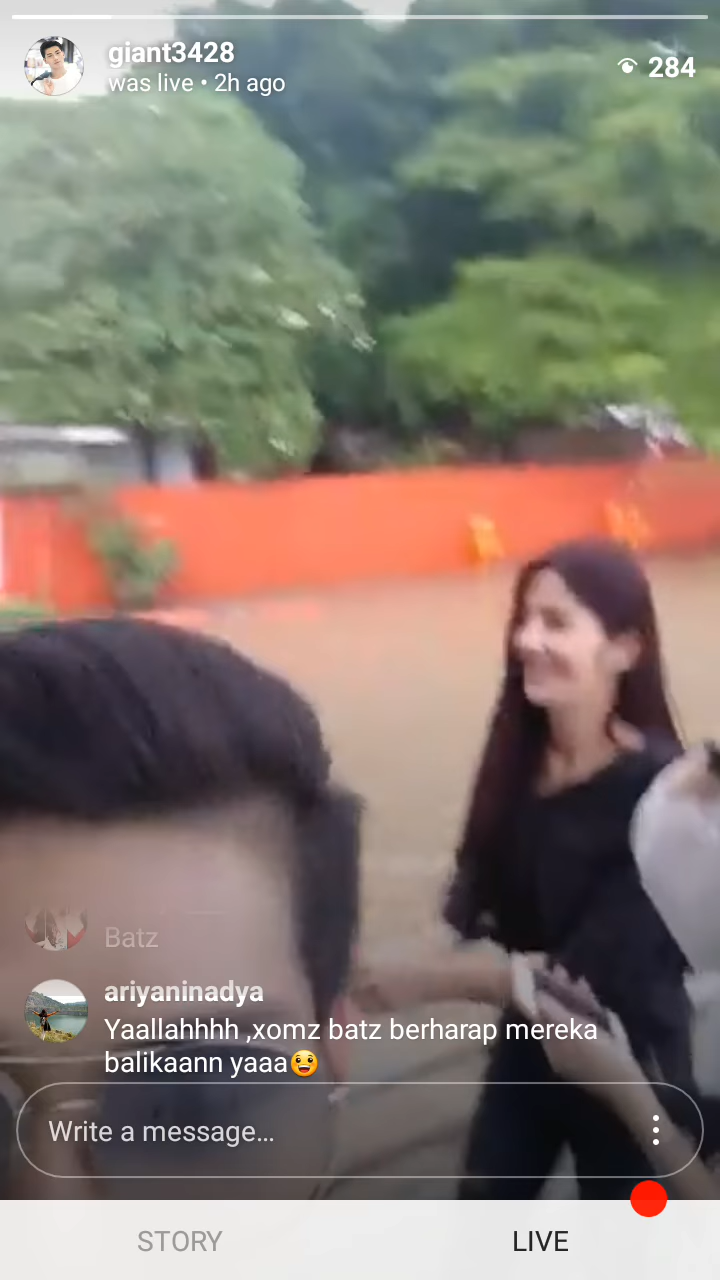 giant3428
was live • 2h ago
284
Batz
ariyaninadya
Yaallahhhh ,xomz batz berharap mereka
balikaann yaaa😀
Write a message...
STORY
LIVE